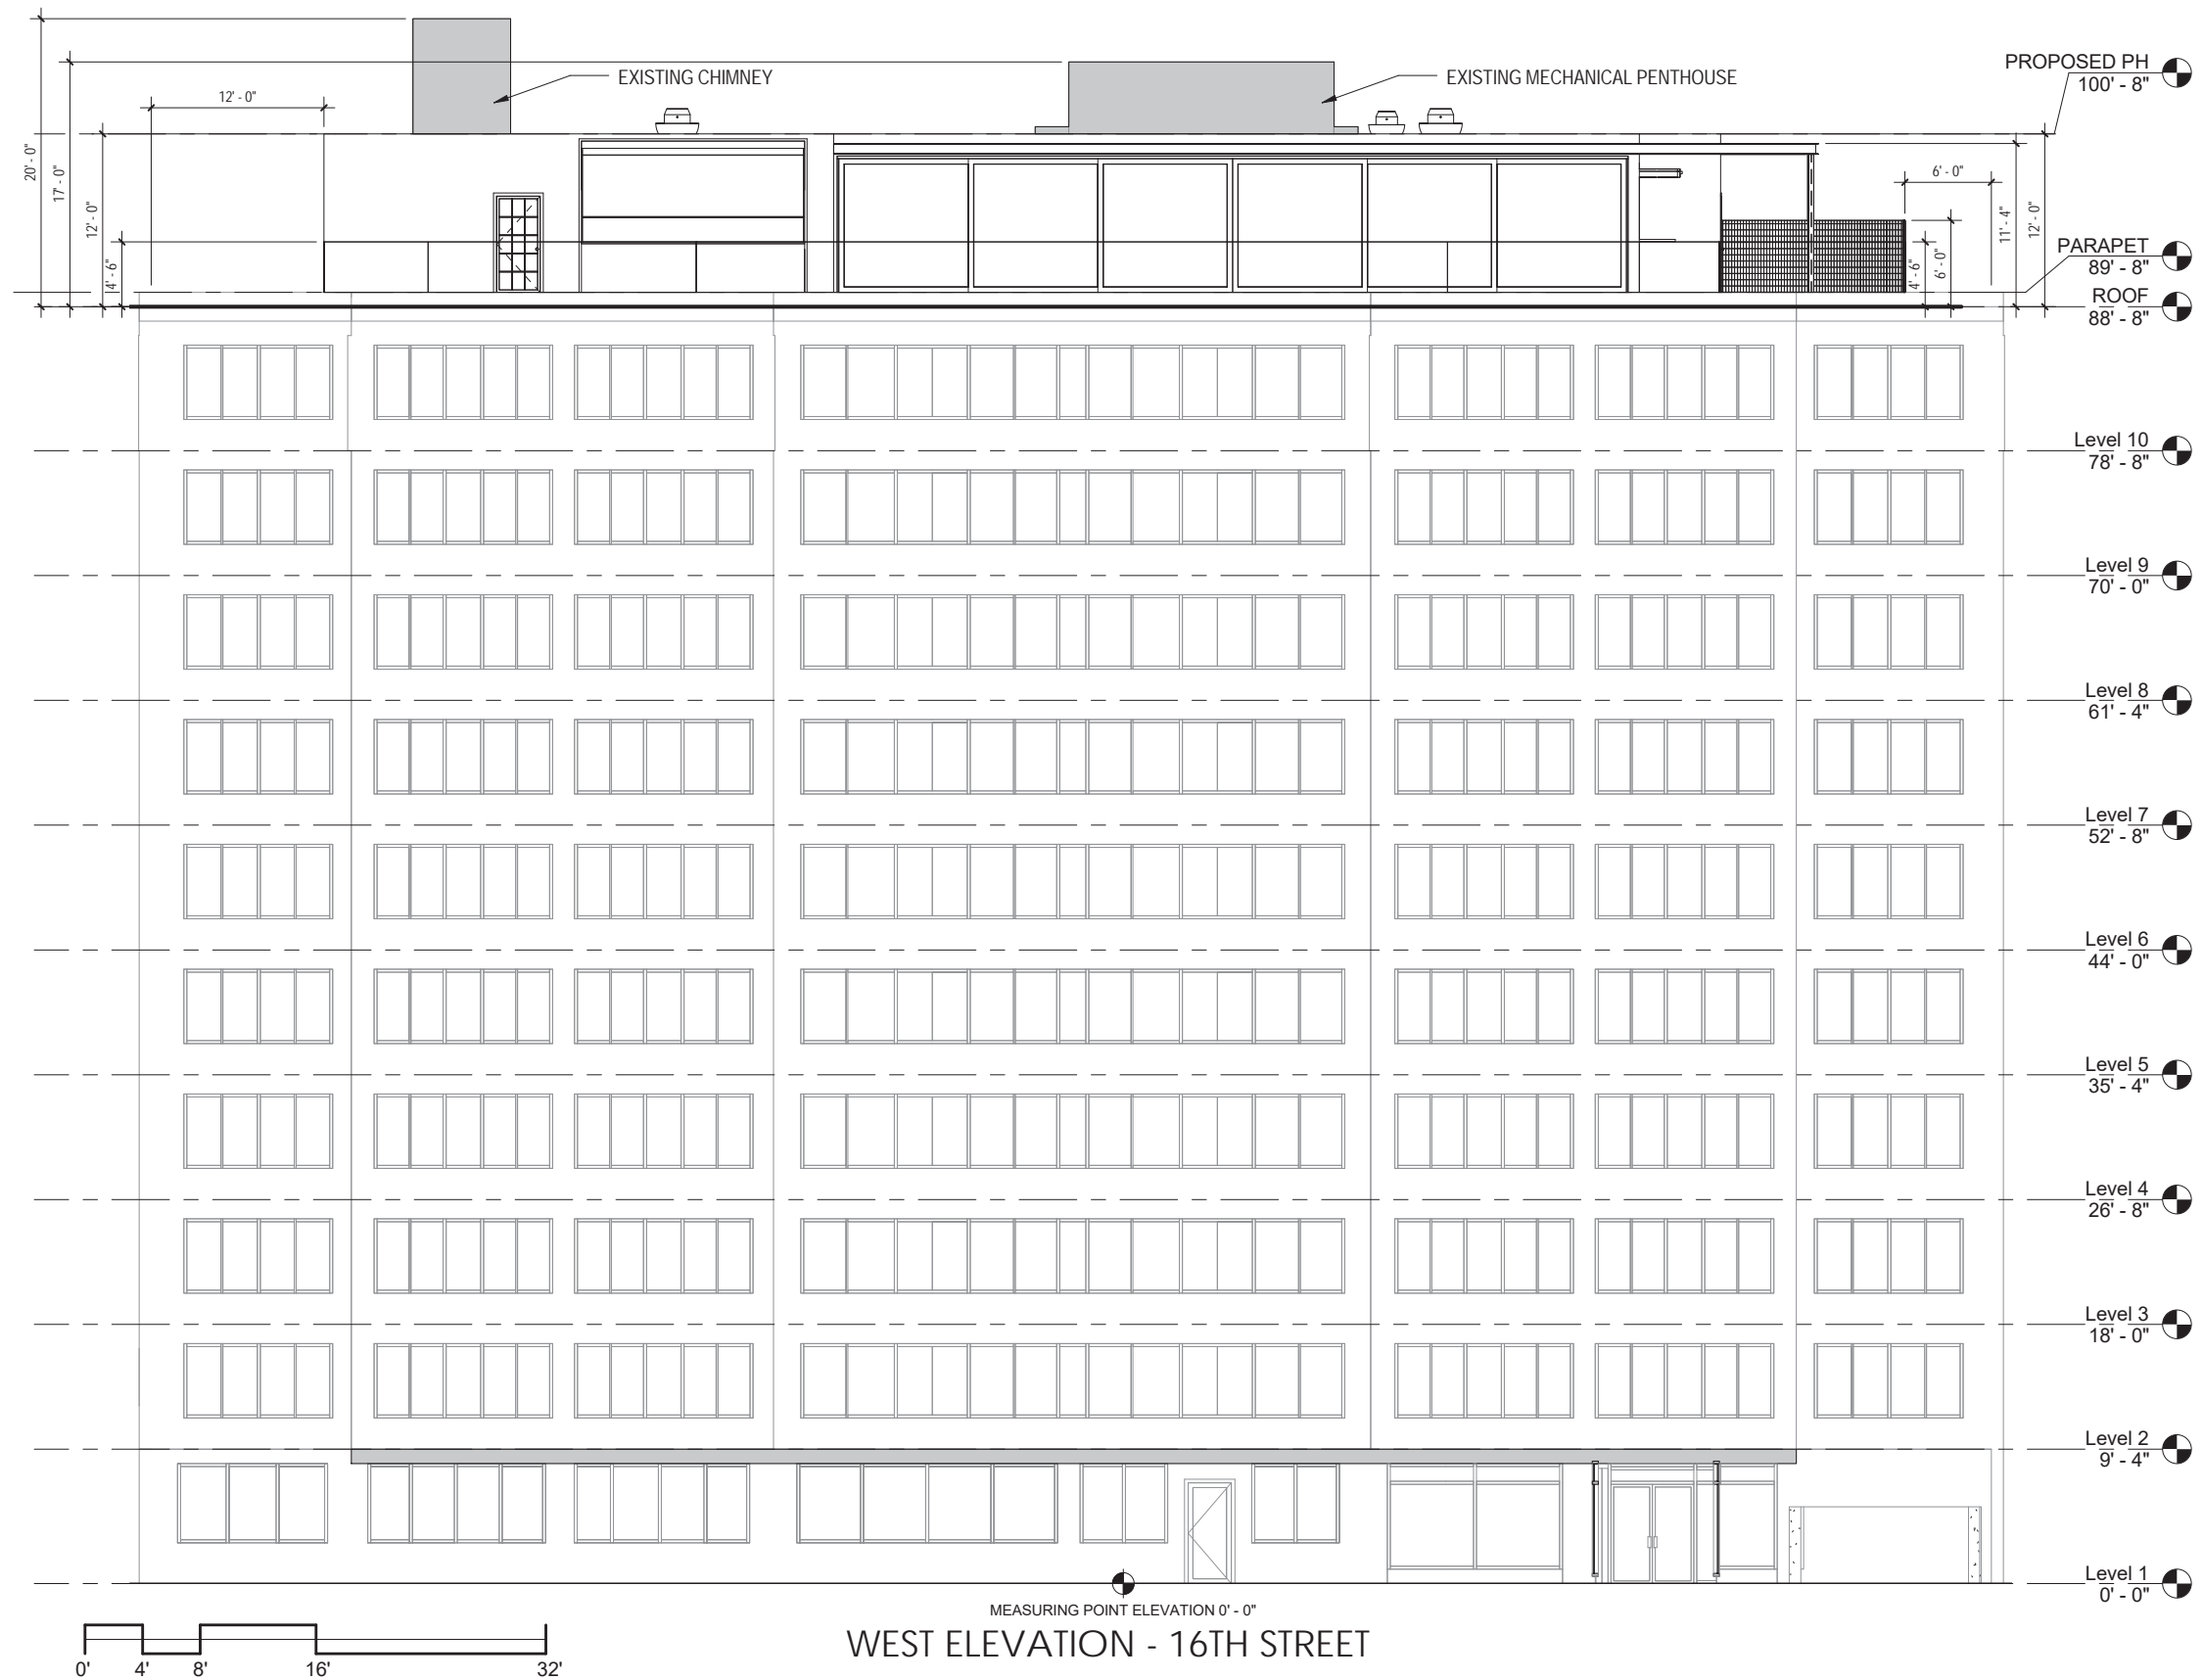 EXISTING CHIMNEY
EXISTING MECHANICAL PENTHOUSE
PROPOSED PH
100' - 8"
12' - 0"
20' - 0"
17' - 0"
12' - 0"
4' - 6"
6' - 0"
11' - 4"
12' - 0"
4' - 6"
6' - 0"
PARAPET
89' - 8"
ROOF
88' - 8"
Level 10
78' - 8"
Level 9
70' - 0"
Level 8
61' - 4"
Level 7
52' - 8"
Level 6
44' - 0"
Level 5
35' - 4"
Level 4
26' - 8"
Level 3
18' - 0"
Level 2
9' - 4"
Level 1
0' - 0"
MEASURING POINT ELEVATION 0' - 0"
WEST ELEVATION - 16TH STREET
0' 4' 8' 16' 32'